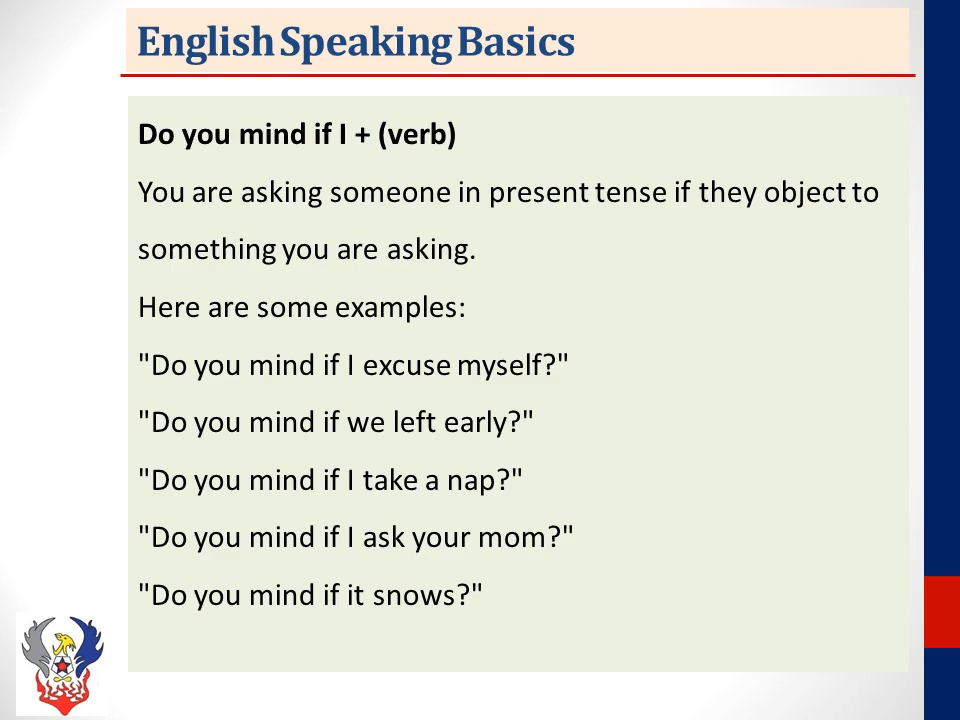 English Speaking Basics
Do you mind if I + (verb)
You are asking someone in present tense if they object to
something you are asking.
Here are some examples:
"Do you mind if I excuse myself?"
"Do you mind if we left early?"
"Do you mind if I take a nap?"
"Do you mind if I ask your mom?"
"Do you mind if it snows?"